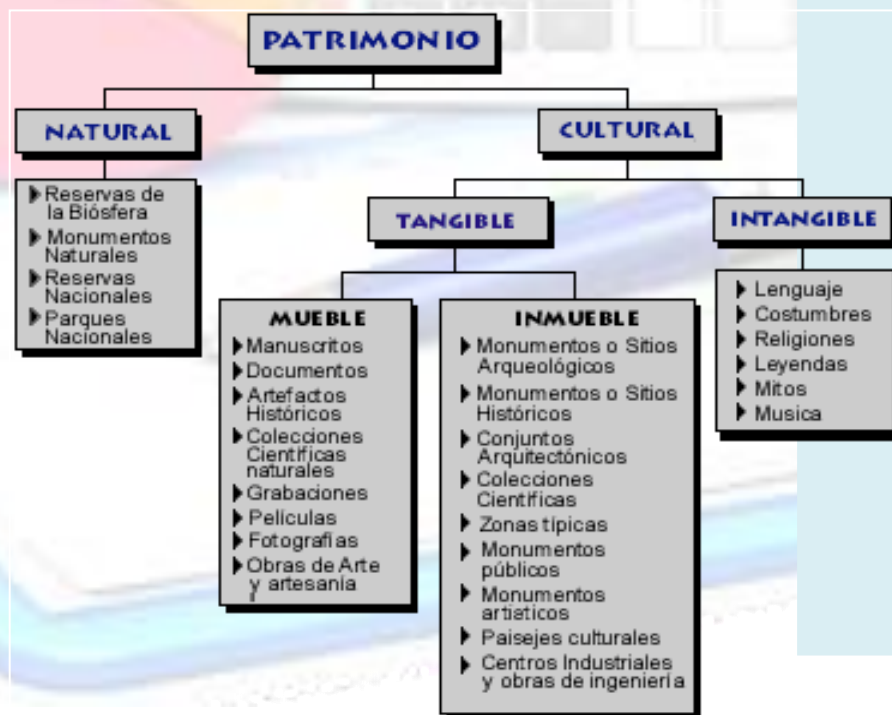 PATRIMONIO
NATURAL
Reservas de
la Biósfera
Monumentos
Naturales
Reservas
Nacionales
Parques
Nacionales
CULTURAL
TANGIBLE
MUEBLE
Manuscritos
Documentos
Artefactos
Históricos
Colecciones
Científicas
naturales
Grabaciones
Películas
Fotografías
Obras de Arte
y artesanía
INMUEBLE
Monumentos o Sitios
Arqueológicos
Monumentos o Sitios
Históricos
Conjuntos
Arquitectónicos
Colecciones
Científicas
Zonas típicas
Monumentos
públicos
Monumentos
artísticos
Paisejes culturales
Centros Industriales
y obras de ingeniería
INTANGIBLE
Lenguaje
Costumbres
Religiones
Leyendas
Mitos
Musica